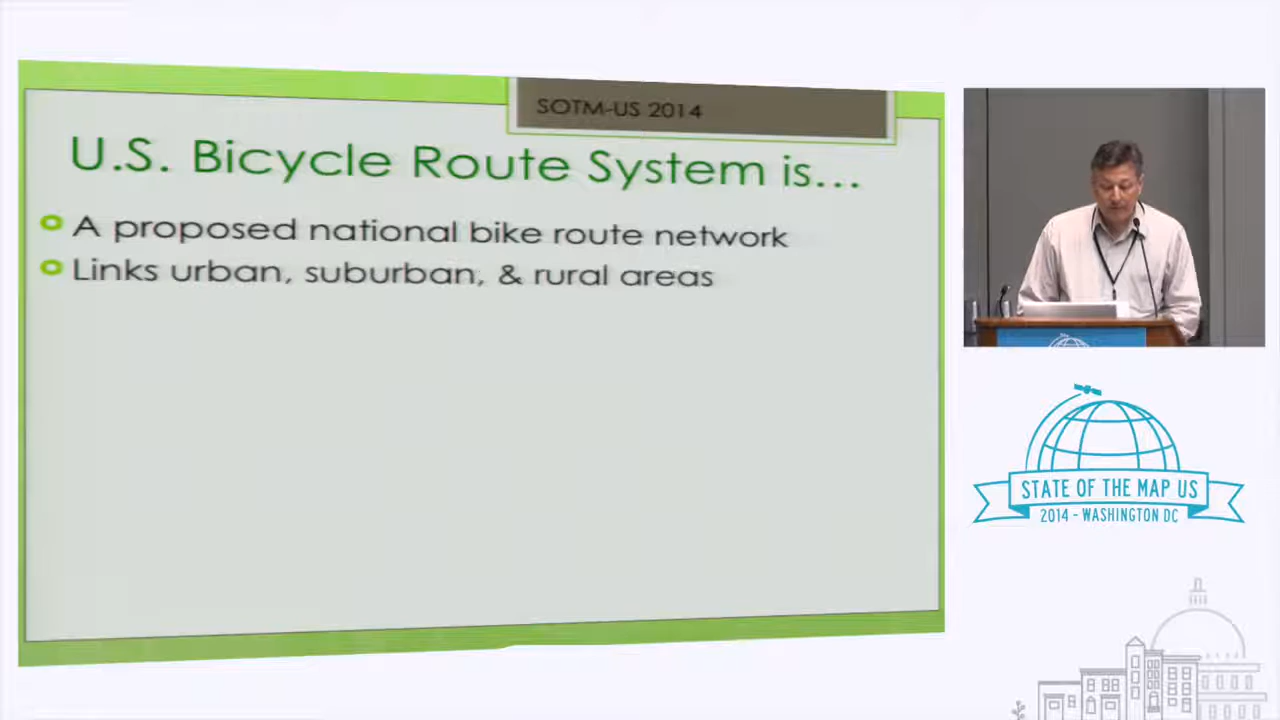 SOTM-US 2014
U.S. Bicycle Route System is...
A proposed national bike route network
Links urban, suburban, & rural areas
STATE OF THE MAP US
2014 - WASHINGTON DC